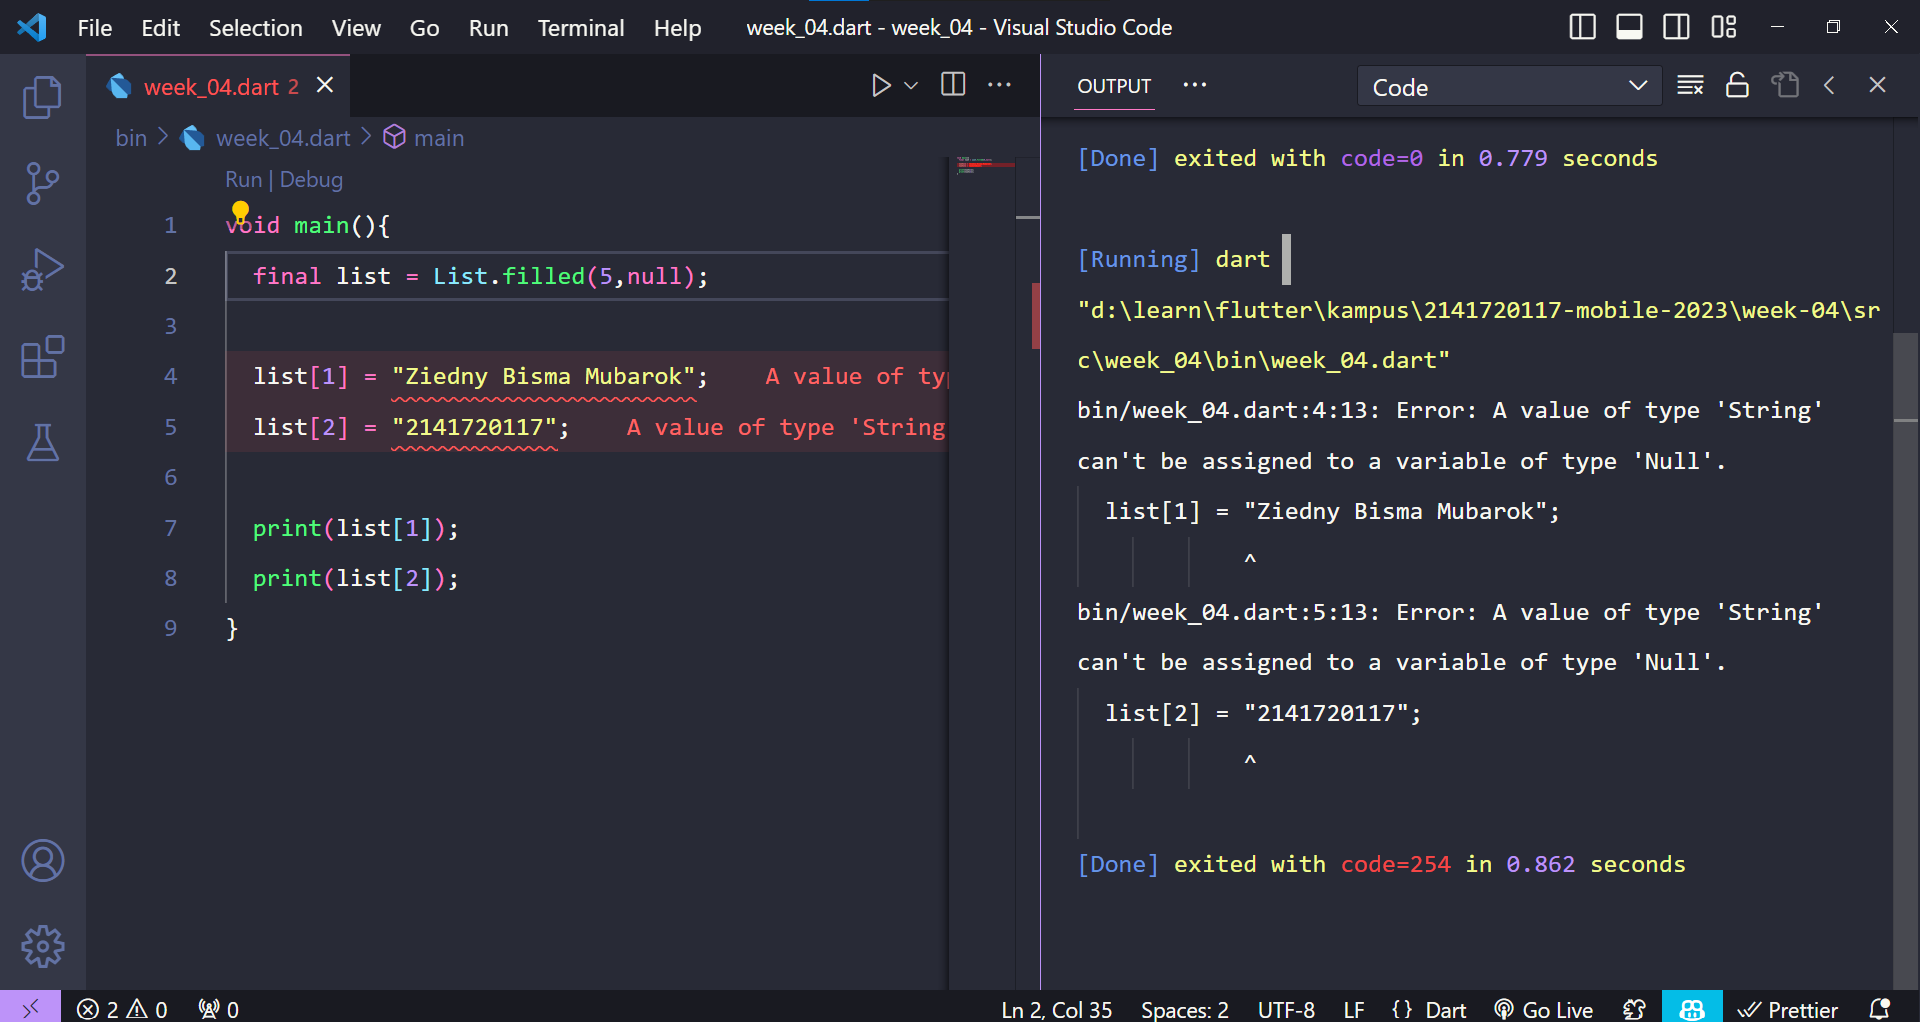 File Edit Selection View Go Run Terminal Help week_04.dart - week_04 - Visual Studio Code
week_04.dart 2
bin > week_04.dart > main
Run | Debug
1 void main(){
2 final list = List.filled(5,null);
3
4 list[1] = "Ziedny Bisma Mubarok"; A value of typ
5 list[2] = "2141720117"; A value of type 'String
6
7 print(list[1]);
8 print(list[2]);
9 }
OUTPUT
Code
[Done] exited with code=0 in 0.779 seconds
[Running] dart
"d:\learn\flutter\kampus\2141720117-mobile-2023\week-04\sr
c\week_04\bin\week_04.dart"
bin/week_04.dart:4:13: Error: A value of type 'String'
can't be assigned to a variable of type 'Null'.
list[1] = "Ziedny Bisma Mubarok";
^
bin/week_04.dart:5:13: Error: A value of type 'String'
can't be assigned to a variable of type 'Null'.
list[2] = "2141720117";
^
[Done] exited with code=254 in 0.862 seconds
2 0 0 Ln 2, Col 35 Spaces: 2 UTF-8 LF {} Dart Go Live Prettier